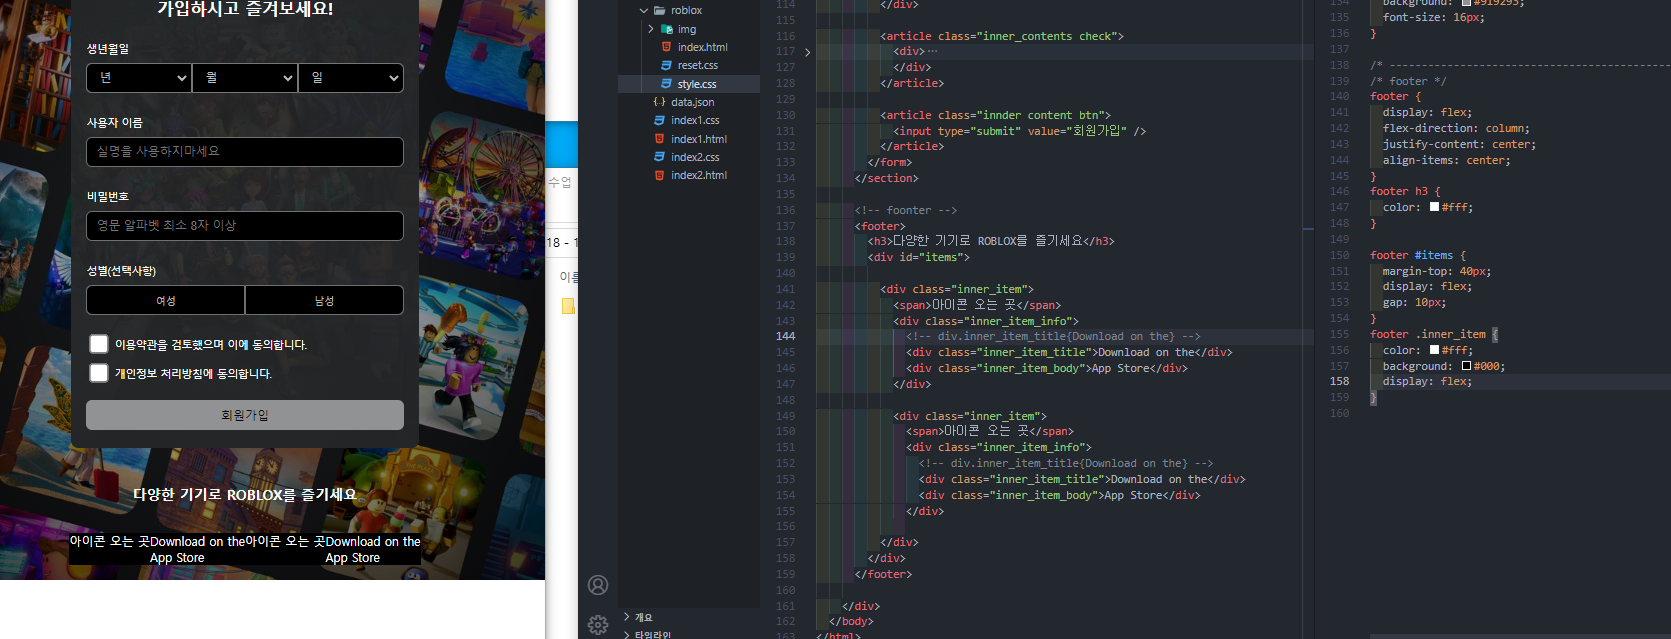 가입하시고 즐겨보세요!
생년월일
년 월 일
사용자 이름
실명을 사용하지마세요
비밀번호
영문 알파벳 최소 8자 이상
성별(선택사항)
여성 남성
이용약관을 검토했으며 이에 동의합니다.
개인정보 처리방침에 동의합니다.
회원가입
다양한 기기로 ROBLOX를 즐기세요
아이콘 오는 곳Download on the아이콘 오는 곳Download on the
App Store App Store
수업
18 - 1
roblox
img
index.html
reset.css
style.css
data.json
index1.css
index1.html
index2.css
index2.html
개요
타임라인
114 </div>
115
116 <article class="inner_contents check">
117 <div>…
127 </div>
128 </article>
129
130 <article class="innder content btn">
131 <input type="submit" value="회원가입" />
132 </article>
133 </form>
134 </section>
135
136 <!-- foonter -->
137 <footer>
138 <h3>다양한 기기로 ROBLOX를 즐기세요</h3>
139 <div id="items">
140
141 <div class="inner_item">
142 <span>아이콘 오는 곳</span>
143 <div class="inner_item_info">
144 <!-- div.inner_item_title{Download on the} -->
145 <div class="inner_item_title">Download on the</div>
146 <div class="inner_item_body">App Store</div>
147 </div>
148
149 <div class="inner_item">
150 <span>아이콘 오는 곳</span>
151 <div class="inner_item_info">
152 <!-- div.inner_item_title{Download on the} -->
153 <div class="inner_item_title">Download on the</div>
154 <div class="inner_item_body">App Store</div>
155 </div>
156
157 </div>
158 </div>
159 </footer>
160
161 </div>
162 </body>
163 </html>
134 background: #919293;
135 font-size: 16px;
136 }
137
138 /* -----------------------------------------
139 /* footer */
140 footer {
141 display: flex;
142 flex-direction: column;
143 justify-content: center;
144 align-items: center;
145 }
146 footer h3 {
147 color: #fff;
148 }
149
150 footer #items {
151 margin-top: 40px;
152 display: flex;
153 gap: 10px;
154 }
155 footer .inner_item {
156 color: #fff;
157 background: #000;
158 display: flex;
159 }
160